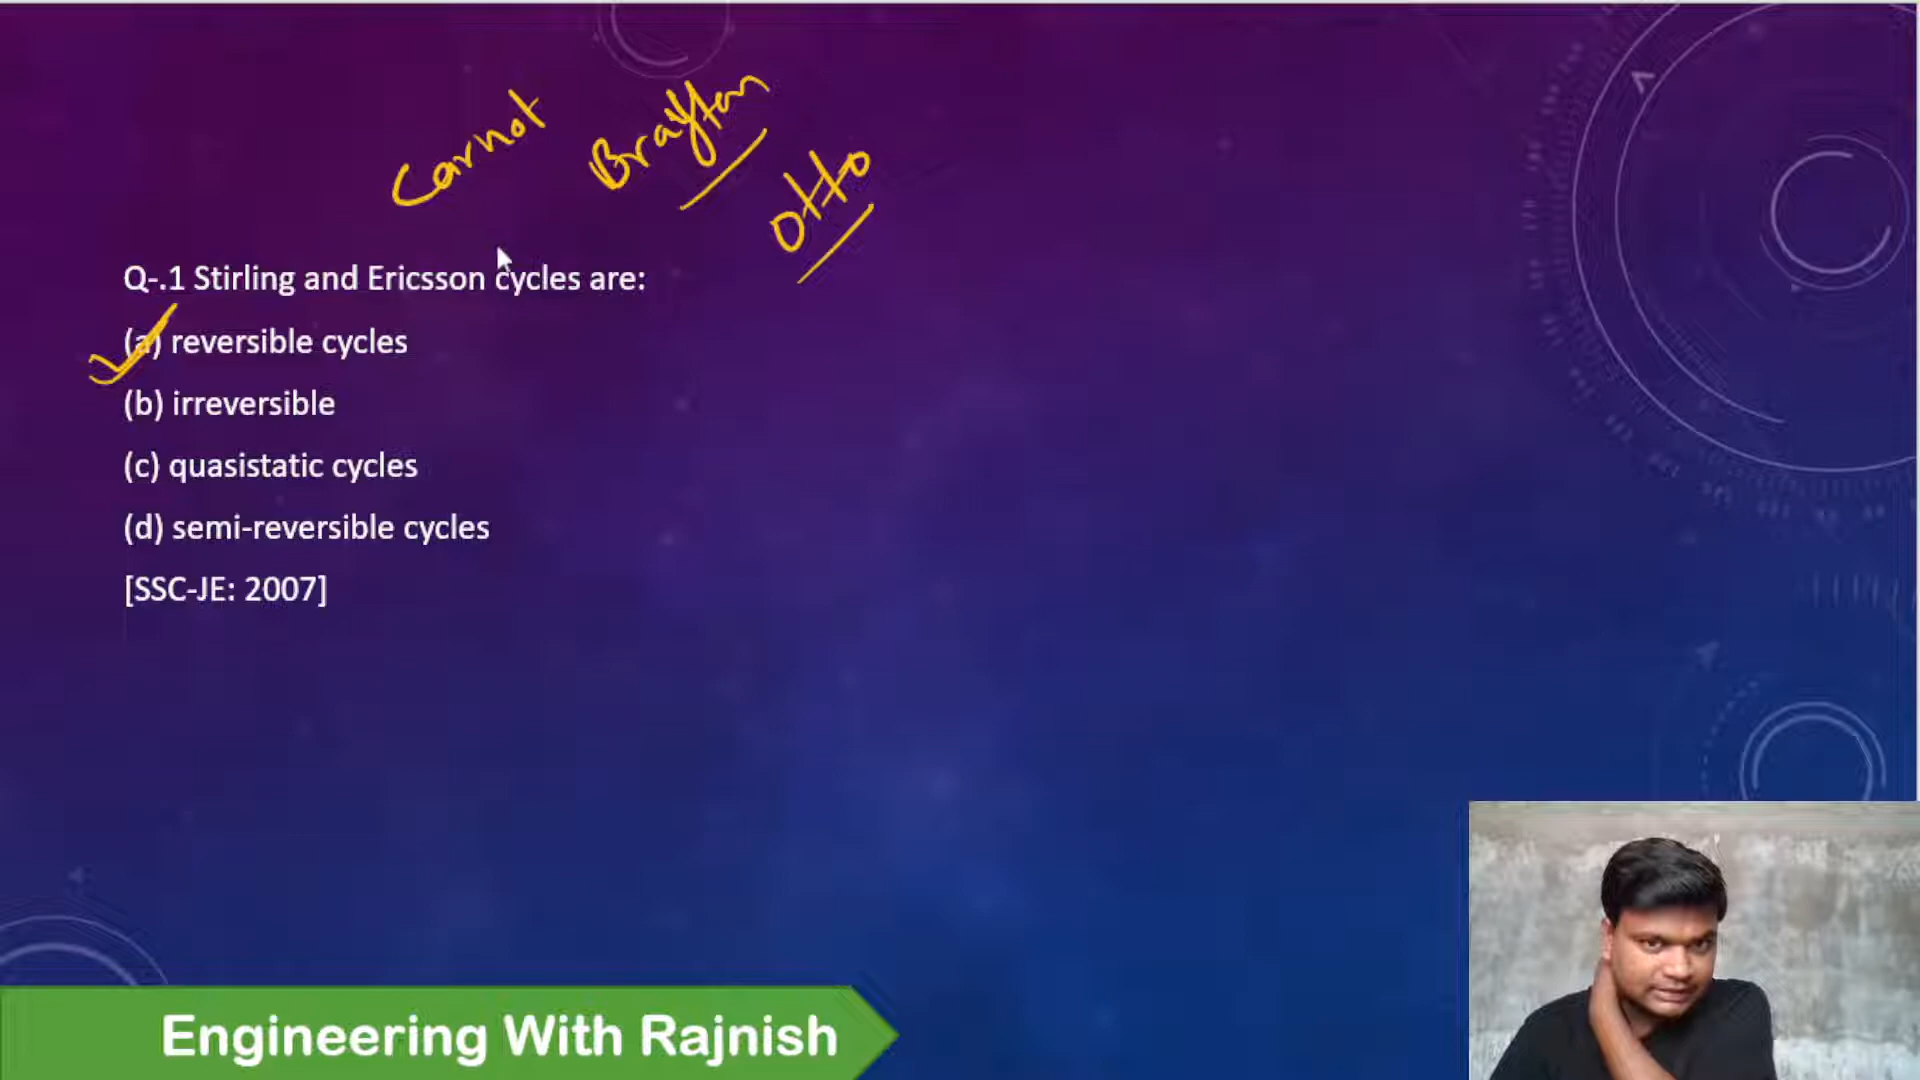 Carnot
Brayton
Otto
Q-.1 Stirling and Ericsson cycles are:
(a) reversible cycles
(b) irreversible
(c) quasistatic cycles
(d) semi-reversible cycles
[SSC-JE: 2007]
Engineering With Rajnish